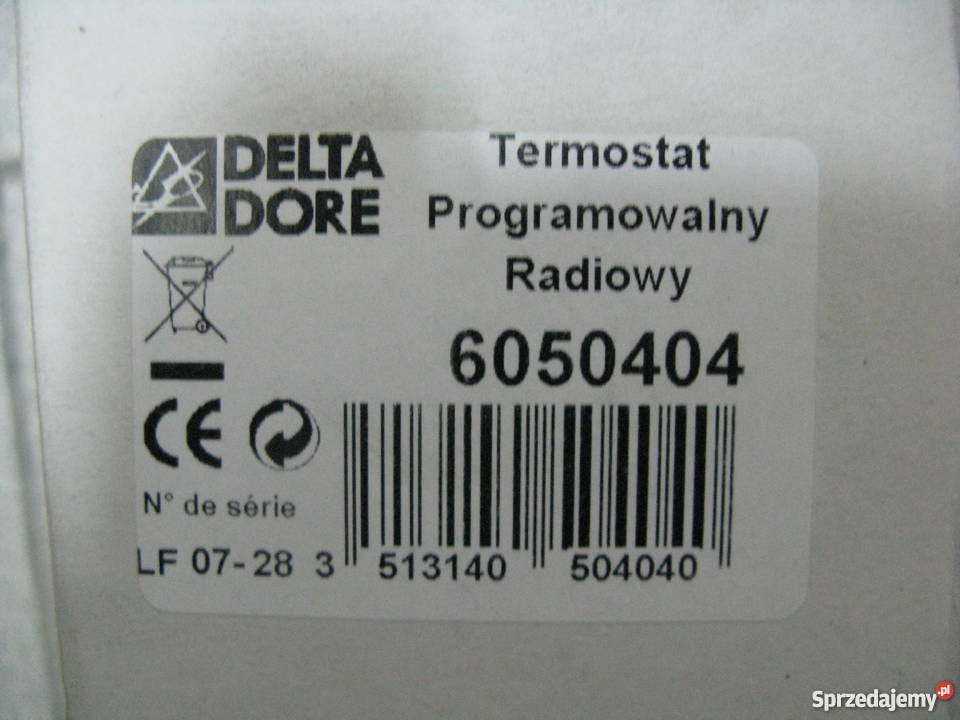 DELTA
DORE
Termostat
Programowalny
Radiowy
6050404
CE
N° de série
LF 07-28 3 513140 504040
Sprzedajemy.pl